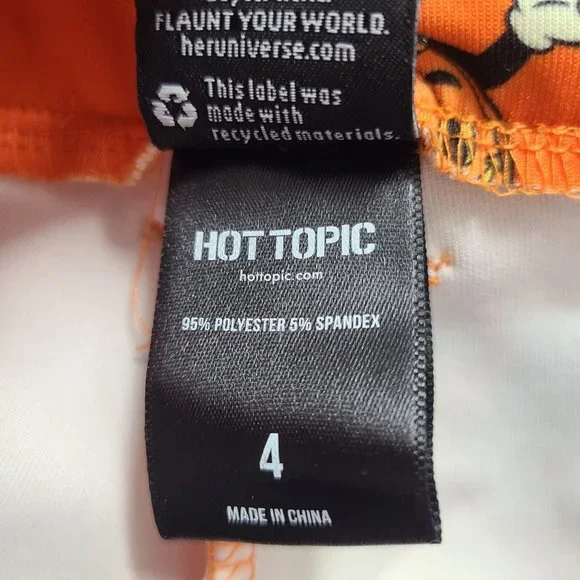 FLAUNT YOUR WORLD.
heruniverse.com
This label was
made with
recycled materials.
HOT TOPIC
hottopic.com
95% POLYESTER 5% SPANDEX
4
MADE IN CHINA